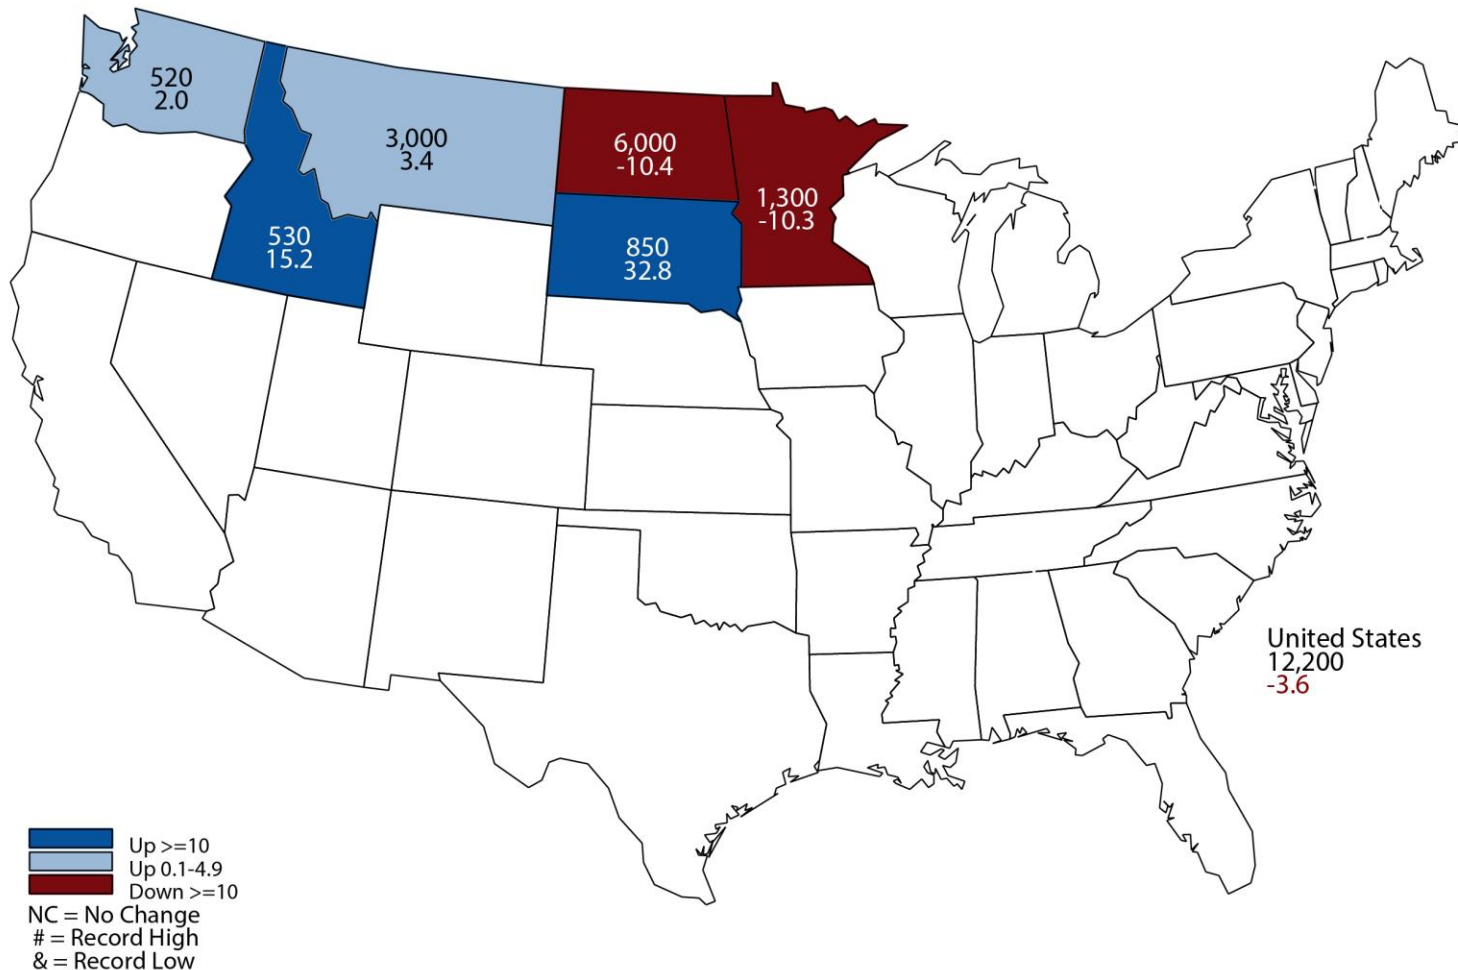 520
2.0
3,000
3.4
6,000
-10.4
1,300
-10.3
530
15.2
850
32.8
United States
12,200
-3.6
Up >=10
Up 0.1-4.9
Down >=10
NC = No Change
# = Record High
& = Record Low